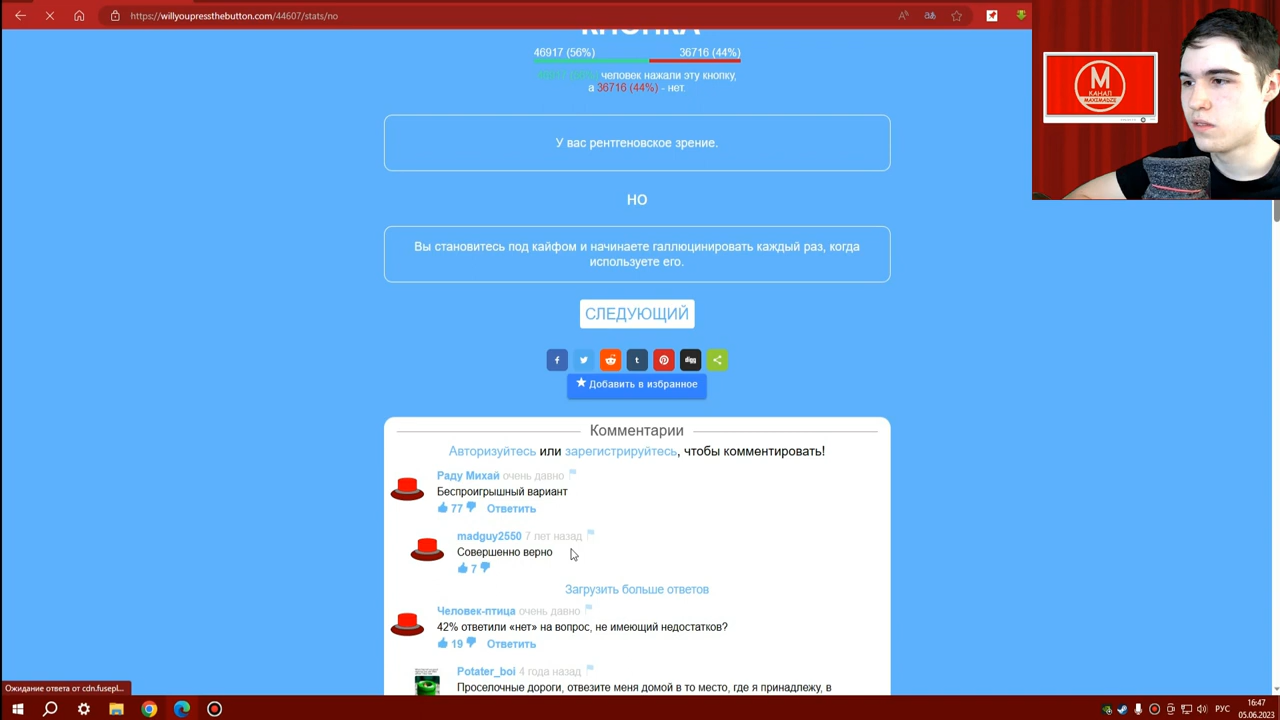 https://willyoupressthebutton.com/44607/stats/no
КНОПКА
46917 (56%) 36716 (44%)
человек нажали эту кнопку,
а 36716 (44%) - нет.
У вас рентгеновское зрение.
НО
Вы становитесь под кайфом и начинаете галлюцинировать каждый раз, когда
используете его.
СЛЕДУЮЩИЙ
digg
Добавить в избранное
Комментарии
Авторизуйтесь или зарегистрируйтесь, чтобы комментировать!
Раду Михай очень давно
Беспроигрышный вариант
77 Ответить
madguy2550 7 лет назад
Совершенно верно
7
Загрузить больше ответов
Человек-птица очень давно
42% ответили «нет» на вопрос, не имеющий недостатков?
19 Ответить
Potater_boi 4 года назад
Проселочные дороги, отвезите меня домой в то место, где я принадлежу, в
Ожидание ответа от cdn.fusepl...
M
КАНАЛ
MAXIMADZE
РУС
16:47
05.06.2023